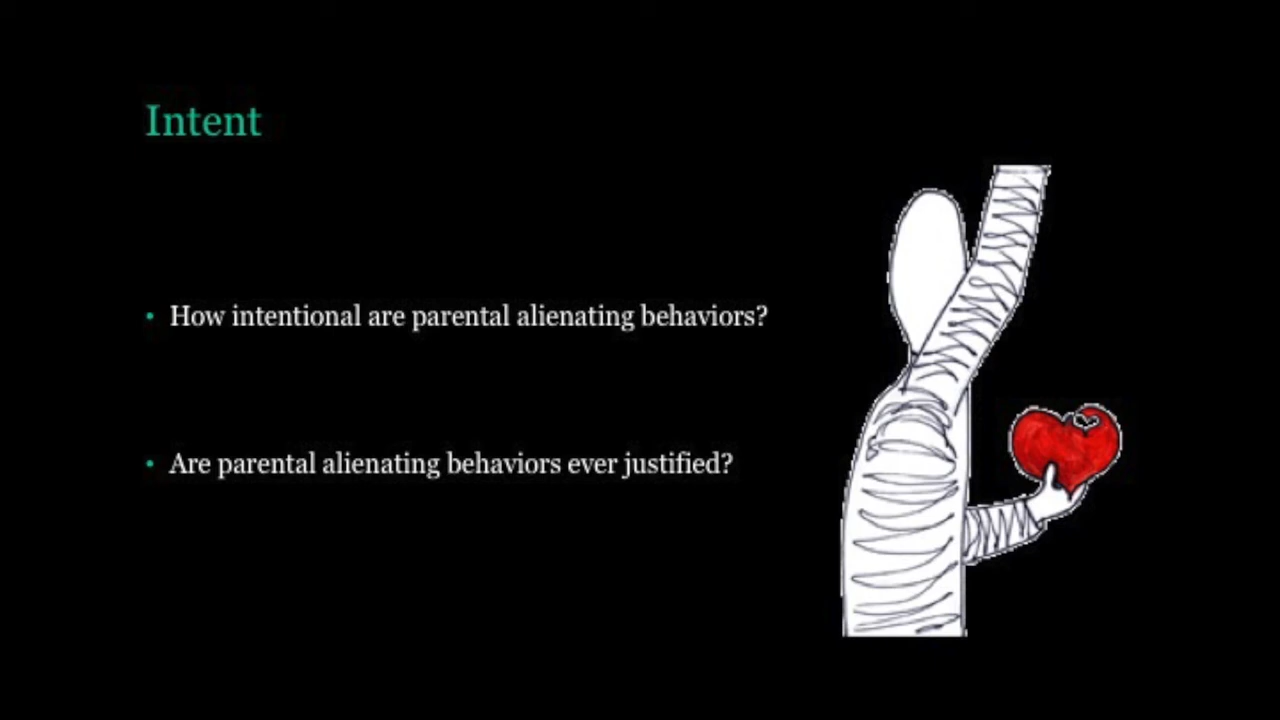 Intent
• How intentional are parental alienating behaviors?
• Are parental alienating behaviors ever justified?